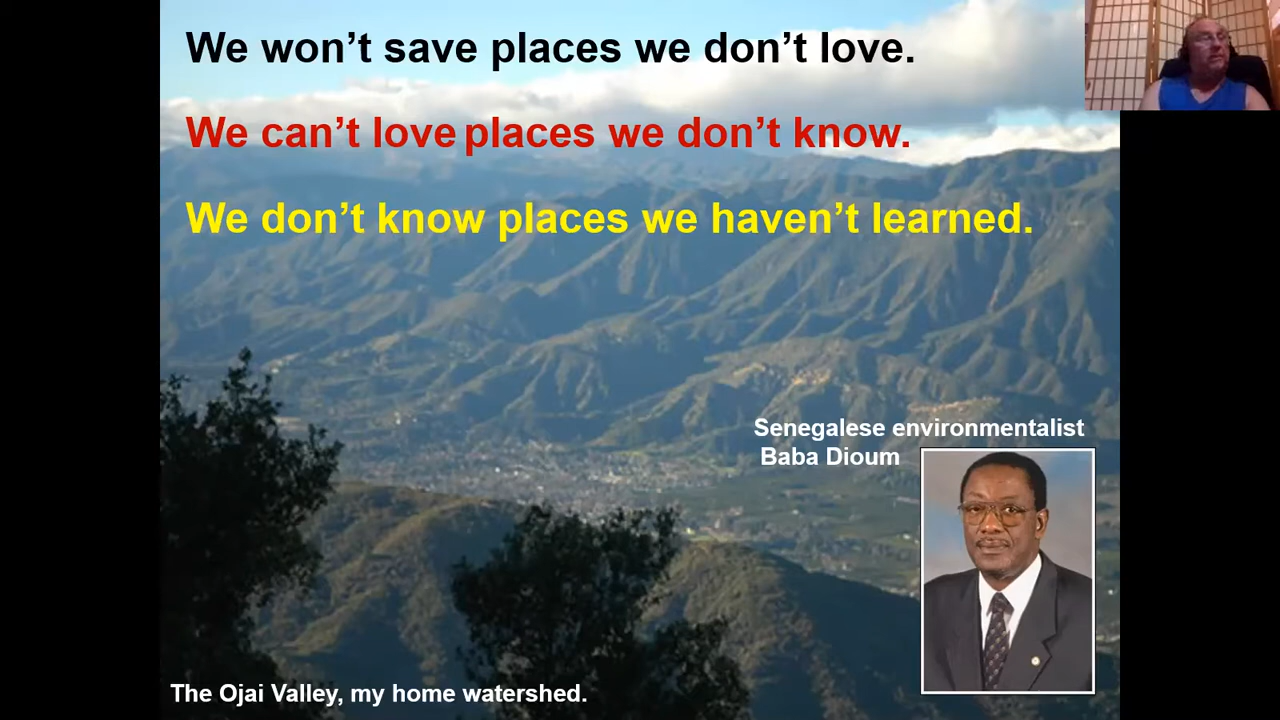 We won’t save places we don’t love.
We can’t love places we don’t know.
We don’t know places we haven’t learned.
Senegalese environmentalist
Baba Dioum
The Ojai Valley, my home watershed.